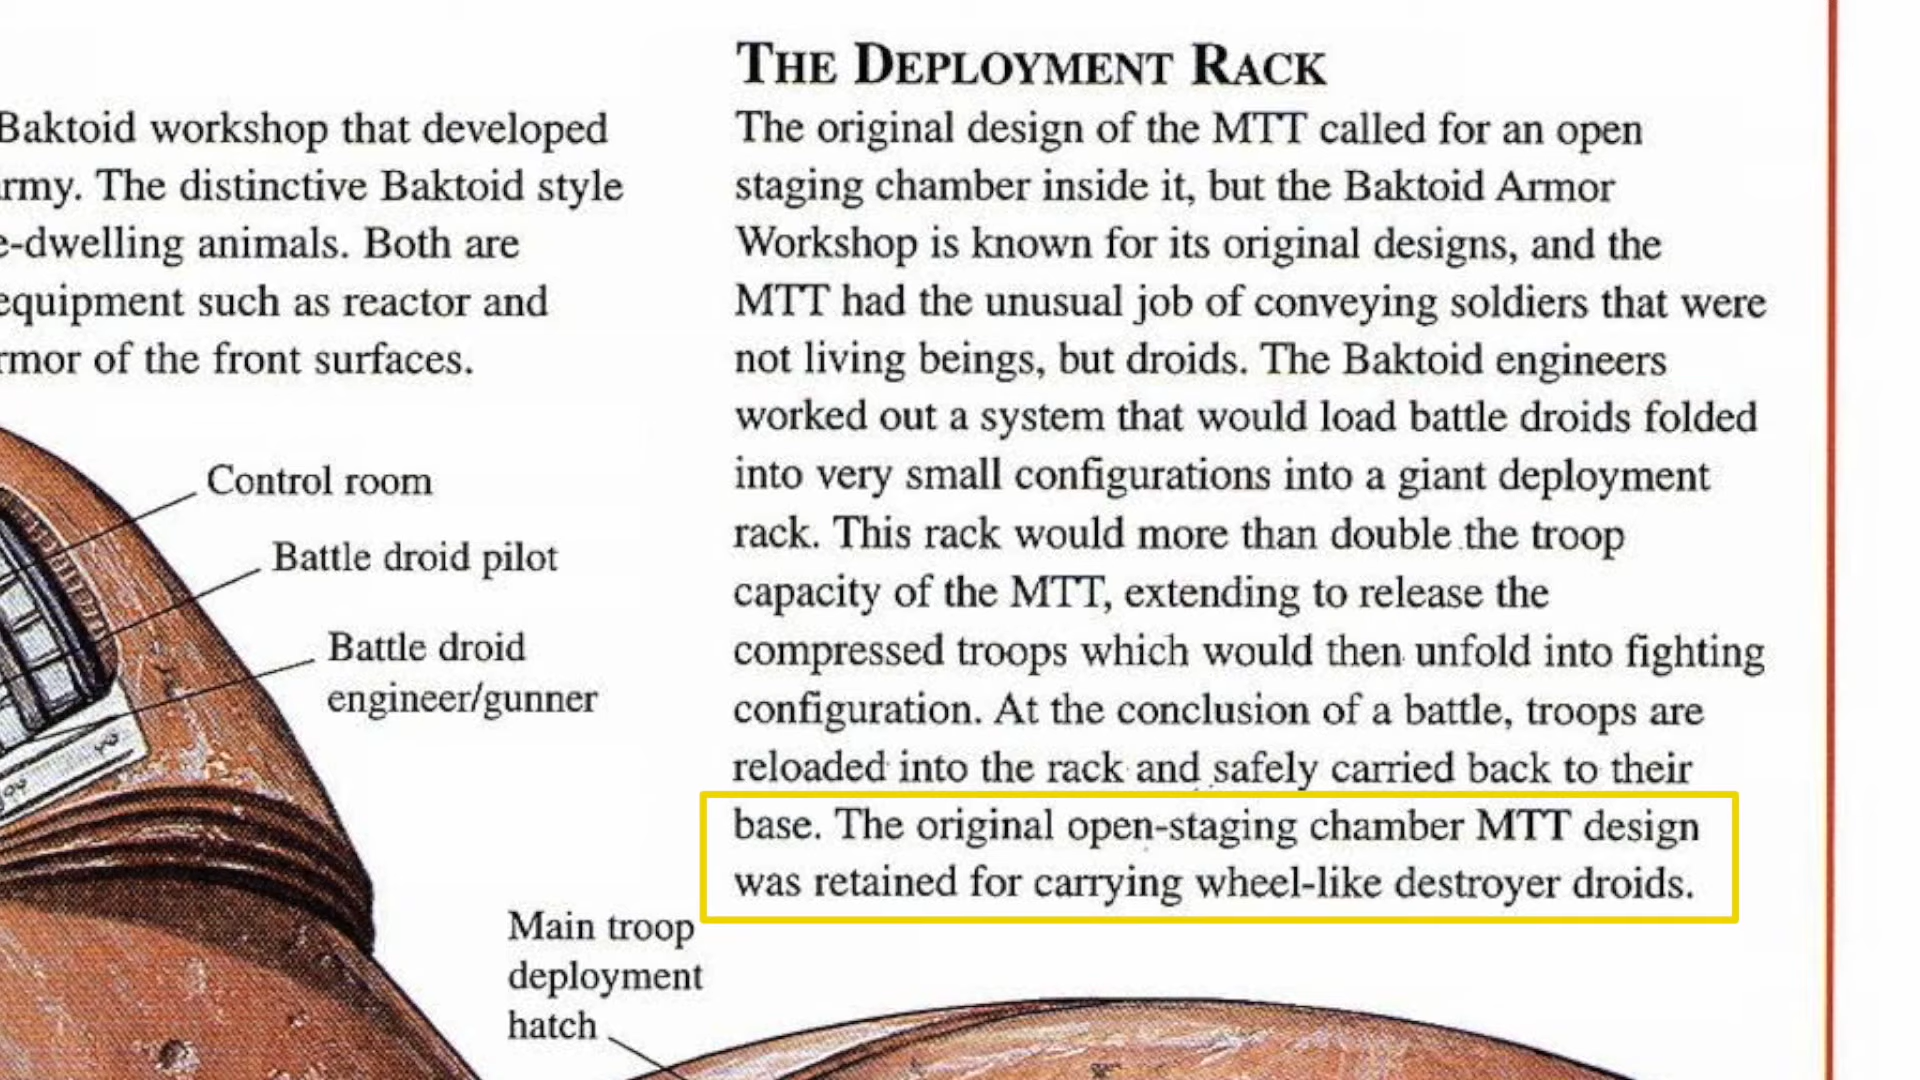 Baktoid workshop that developed
rmy. The distinctive Baktoid style
e-dwelling animals. Both are
equipment such as reactor and
rmor of the front surfaces.
Control room
Battle droid pilot
Battle droid
engineer/gunner
Main troop
deployment
hatch
THE DEPLOYMENT RACK
The original design of the MTT called for an open
staging chamber inside it, but the Baktoid Armor
Workshop is known for its original designs, and the
MTT had the unusual job of conveying soldiers that were
not living beings, but droids. The Baktoid engineers
worked out a system that would load battle droids folded
into very small configurations into a giant deployment
rack. This rack would more than double the troop
capacity of the MTT, extending to release the
compressed troops which would then unfold into fighting
configuration. At the conclusion of a battle, troops are
reloaded into the rack and safely carried back to their
base. The original open-staging chamber MTT design
was retained for carrying wheel-like destroyer droids.